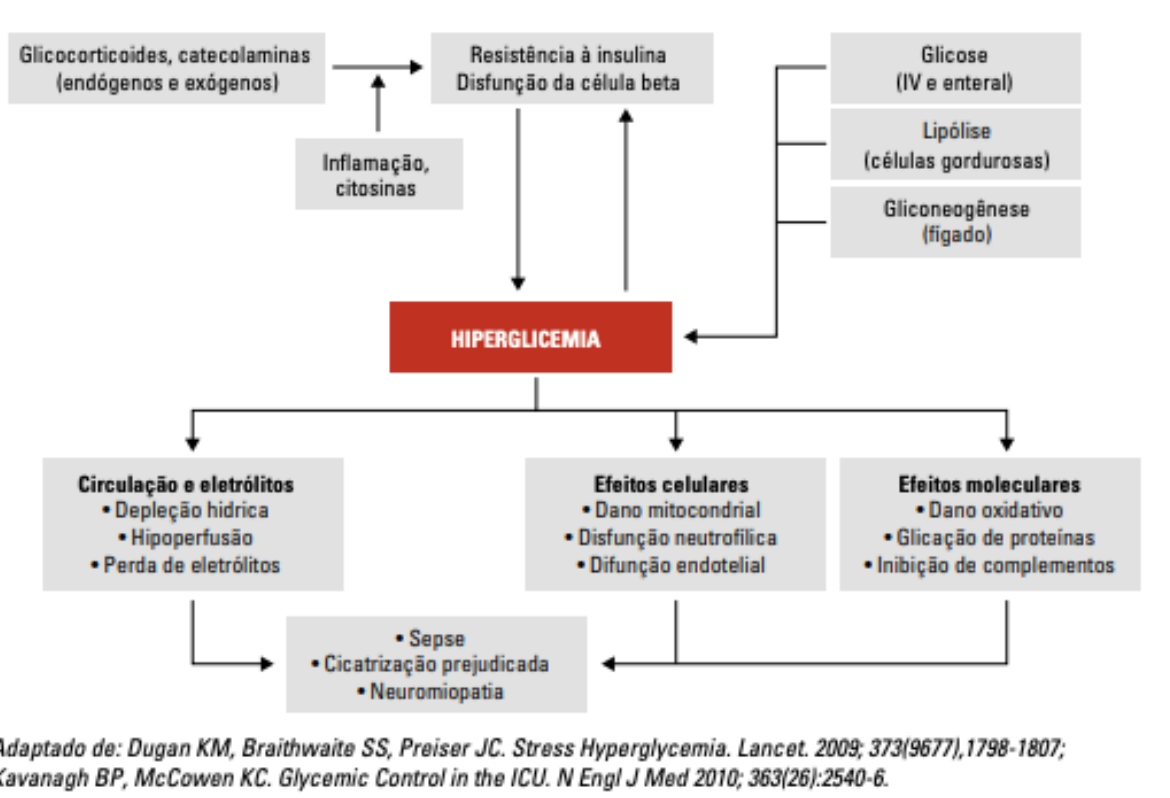 Glicocorticoides, catecolaminas
(endógenos e exógenos)
Resistência à insulina
Disfunção da célula beta
Glicose
(IV e enteral)
Inflamação,
citosinas
Lipólise
(células gordurosas)
Gliconeogênese
(fígado)
HIPERGLICEMIA
Circulação e eletrólitos
• Depleção hídrica
• Hipoperfusão
• Perda de eletrólitos
Efeitos celulares
• Dano mitocondrial
• Disfunção neutrofílica
• Difunção endotelial
Efeitos moleculares
• Dano oxidativo
• Glicação de proteínas
• Inibição de complementos
• Sepse
• Cicatrização prejudicada
• Neuromiopatia
Adaptado de: Dugan KM, Braithwaite SS, Preiser JC. Stress Hyperglycemia. Lancet. 2009; 373(9677),1798-1807;
Kavanagh BP, McCowen KC. Glycemic Control in the ICU. N Engl J Med 2010; 363(26):2540-6.